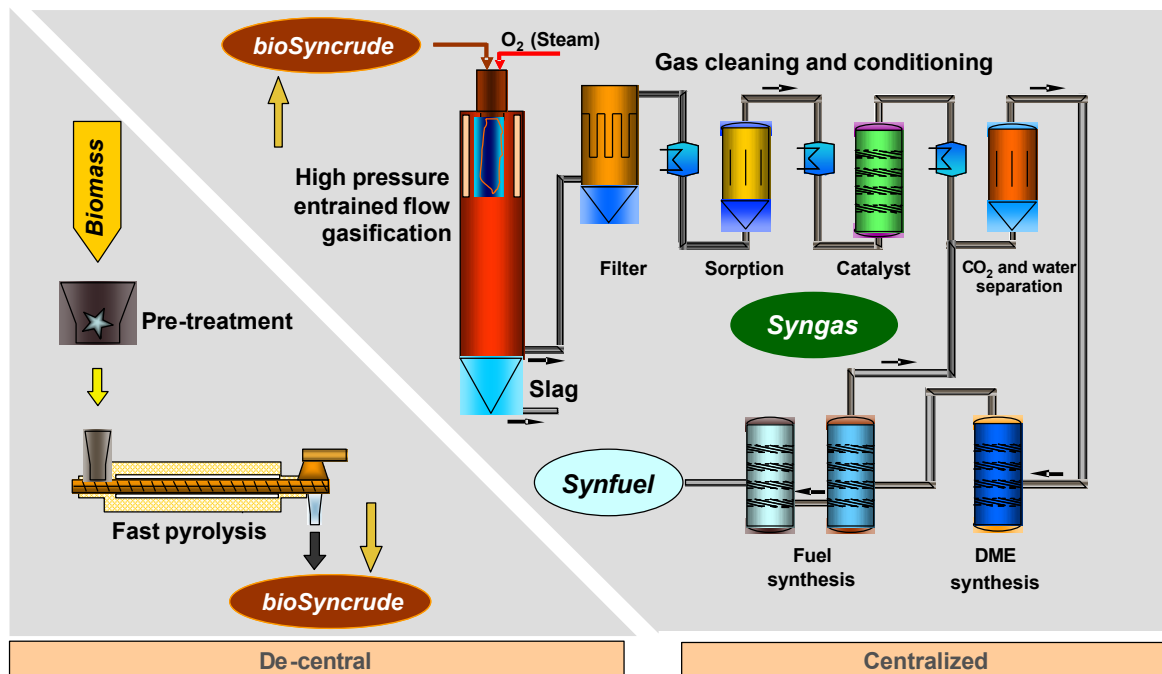 bioSyncrude
O₂ (Steam)
Gas cleaning and conditioning
Biomass
High pressure
entrained flow
gasification
Filter
Sorption
Catalyst
CO₂ and water
separation
Pre-treatment
Syngas
Slag
Synfuel
Fast pyrolysis
Fuel
synthesis
DME
synthesis
bioSyncrude
De-central
Centralized